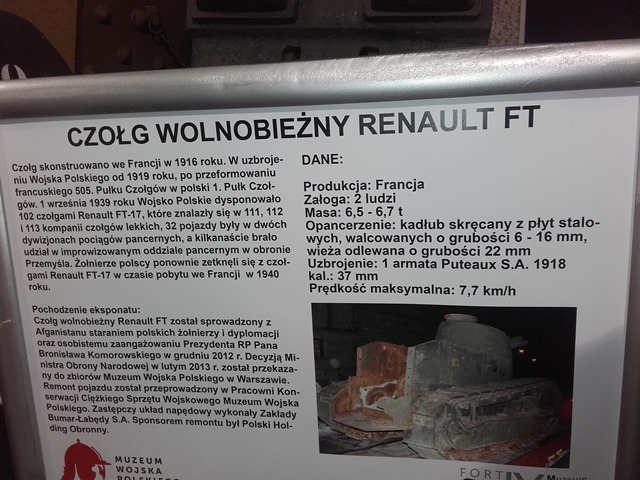 CZOŁG WOLNOBIEŻNY RENAULT FT
Czołg skonstruowano we Francji w 1916 roku. W uzbroje-
niu Wojska Polskiego od 1919 roku, po przeformowaniu
francuskiego 505. Pułku Czołgów w polski 1. Pułk Czoł-
gów. 1 września 1939 roku Wojsko Polskie dysponowało
102 czołgami Renault FT-17, które znalazły się w 111, 112
i 113 kompanii czołgów lekkich, 32 pojazdy były w dwóch
dywizjonach pociągów pancernych, a kilkanaście brało
udział w improwizowanym oddziale pancernym w obronie
Przemyśla. Żołnierze polscy ponownie zetknęli się z czoł-
gami Renault FT-17 w czasie pobytu we Francji w 1940
roku.
Pochodzenie eksponatu:
Czołg wolnobieżny Renault FT został sprowadzony z
Afganistanu staraniem polskich żołnierzy i dyplomacji
oraz osobistemu zaangażowaniu Prezydenta RP Pana
Bronisława Komorowskiego w grudniu 2012 r. Decyzją Mi-
nistra Obrony Narodowej w lutym 2013 r. został przekaza-
ny do zbiorów Muzeum Wojska Polskiego w Warszawie.
Remont pojazdu został przeprowadzony w Pracowni Kon-
serwacji Ciężkiego Sprzętu Wojskowego Muzeum Wojska
Polskiego. Zastępczy układ napędowy wykonały Zakłady
Bumar-Łabędy S.A. Sponsorem remontu był Polski Hol-
ding Obronny.
DANE:
Produkcja: Francja
Załoga: 2 ludzi
Masa: 6,5 - 6,7 t
Opancerzenie: kadłub skręcany z płyt stalo-
wych, walcowanych o grubości 6 - 16 mm,
wieża odlewana o grubości 22 mm
Uzbrojenie: 1 armata Puteaux S.A. 1918
kal.: 37 mm
Prędkość maksymalna: 7,7 km/h
MUZEUM
WOJSKA
POLSKIEGO
FORT
Muzeum